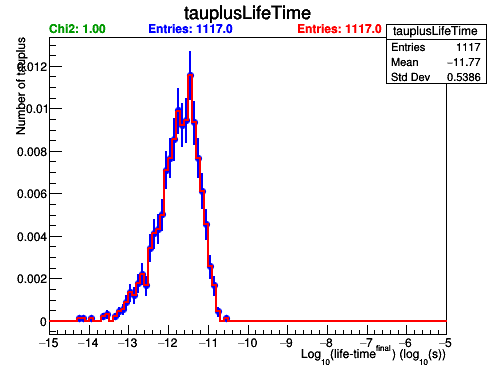 tauplusLifeTime
Chi2: 1.00 Entries: 1117.0 Entries: 1117.0
tauplusLifeTime
Entries 1117
Mean −11.77
Std Dev 0.5386
Number of tauplus
0.012
0.01
0.008
0.006
0.004
0.002
0
−15 −14 −13 −12 −11 −10 −9 −8 −7 −6 −5
Log10(life-timefinal) (log10(s))